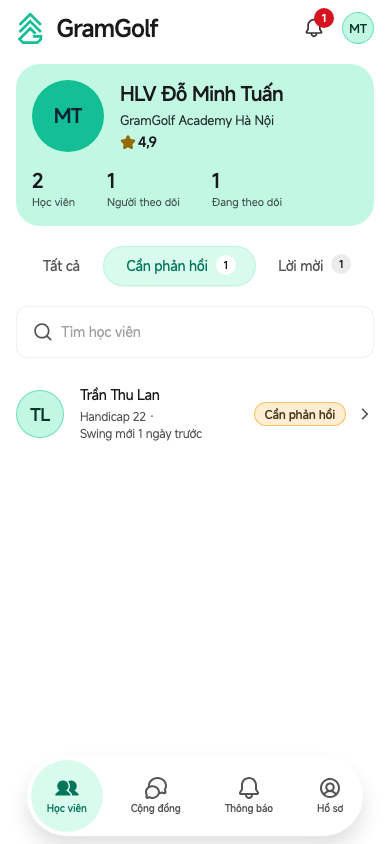 GramGolf
1
MT
MT
HLV Đỗ Minh Tuấn
GramGolf Academy Hà Nội
4,9
2
1
1
Học viên
Người theo dõi
Đang theo dõi
Tất cả
Cần phản hồi 1
Lời mời 1
Tìm học viên
TL
Trần Thu Lan
Handicap 22 ·
Swing mới 1 ngày trước
Cần phản hồi
Học viên
Cộng đồng
Thông báo
Hồ sơ